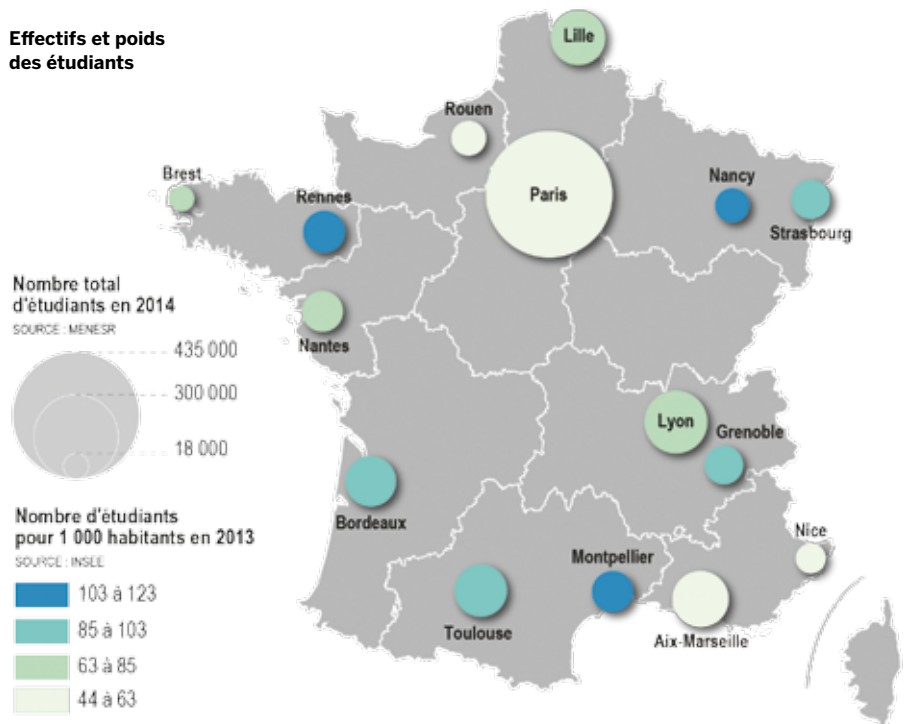 Effectifs et poids
des étudiants
Lille
Rouen
Paris
Brest
Rennes
Nancy
Strasbourg
Nantes
Nombre total
d'étudiants en 2014
SOURCE : MENESR
435 000
300 000
18 000
Lyon
Grenoble
Bordeaux
Nombre d'étudiants
pour 1 000 habitants en 2013
SOURCE : INSEE
103 à 123
85 à 103
63 à 85
44 à 63
Nice
Montpellier
Toulouse
Aix-Marseille